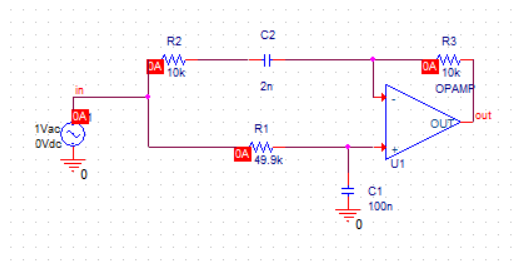 C2
R2
R3
0A
10k
2n
0A
10k
OPAMP
in
-
0A
1Vac
0Vdc
OUT
out
R1
0A
49.9k
+
U1
0
C1
100n
0